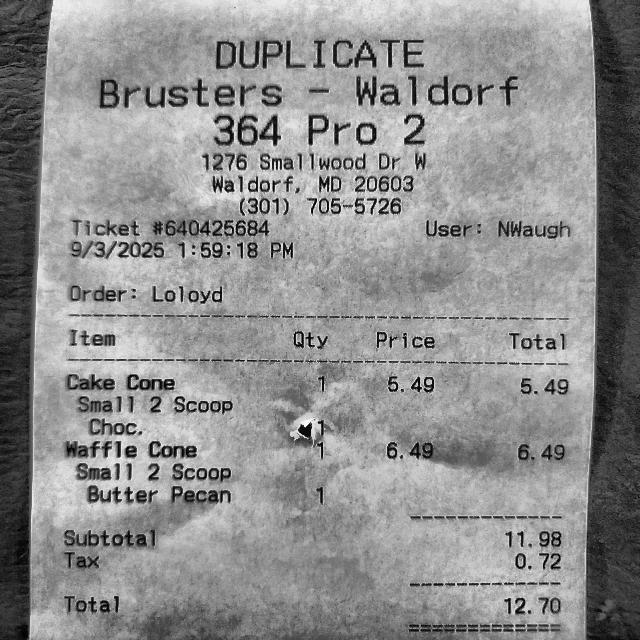 DUPLICATE
Brusters - Waldorf
364 Pro 2
1276 Smallwood Dr W
Waldorf, MD 20603
(301) 705-5726
Ticket #640425684 User: NWaugh
9/3/2025 1:59:18 PM
Order: Loloyd
Item Qty Price Total
Cake Cone 1 5.49 5.49
Small 2 Scoop
Choc. 1
Waffle Cone 1 6.49 6.49
Small 2 Scoop
Butter Pecan 1
Subtotal 11.98
Tax 0.72
Total 12.70